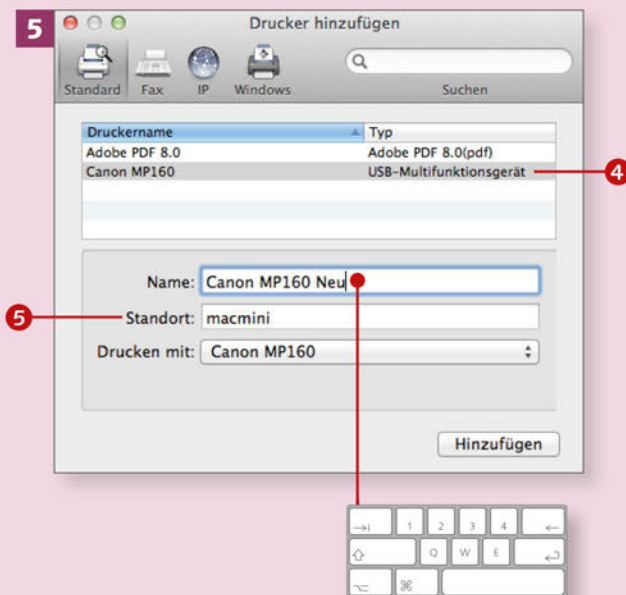 5
Drucker hinzufügen
Standard Fax IP Windows Suchen
Druckername Typ
Adobe PDF 8.0 Adobe PDF 8.0(pdf)
Canon MP160 USB-Multifunktionsgerät 4
Name: Canon MP160 Neu
5 Standort: macmini
Drucken mit: Canon MP160
Hinzufügen
1 2 3 4
Q W E